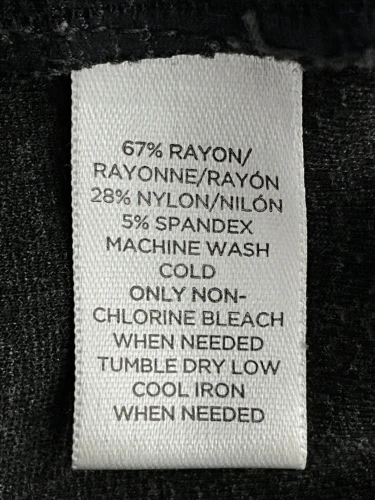 67% RAYON/
RAYONNE/RAYÓN
28% NYLON/NILÓN
5% SPANDEX
MACHINE WASH
COLD
ONLY NON-
CHLORINE BLEACH
WHEN NEEDED
TUMBLE DRY LOW
COOL IRON
WHEN NEEDED